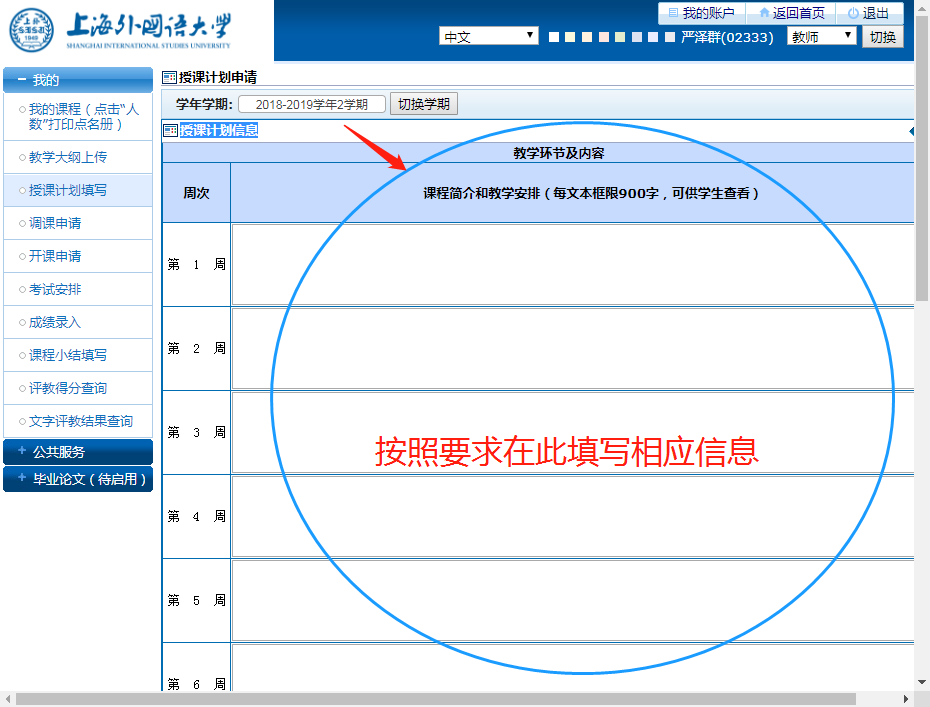 上海外国语大学
SHANGHAI INTERNATIONAL STUDIES UNIVERSITY
我的账户 返回首页 退出
中文 严泽群(02333) 教师 切换
我的
我的课程（点击“人
数”打印点名册）
教学大纲上传
授课计划填写
调课申请
开课申请
考试安排
成绩录入
课程小结填写
评教得分查询
文字评教结果查询
公共服务
毕业论文（待启用）
授课计划申请
学年学期: 2018-2019学年2学期 切换学期
授课计划信息
教学环节及内容
周次 课程简介和教学安排（每文本框限900字，可供学生查看）
第 1 周
第 2 周
第 3 周
按照要求在此填写相应信息
第 4 周
第 5 周
第 6 周